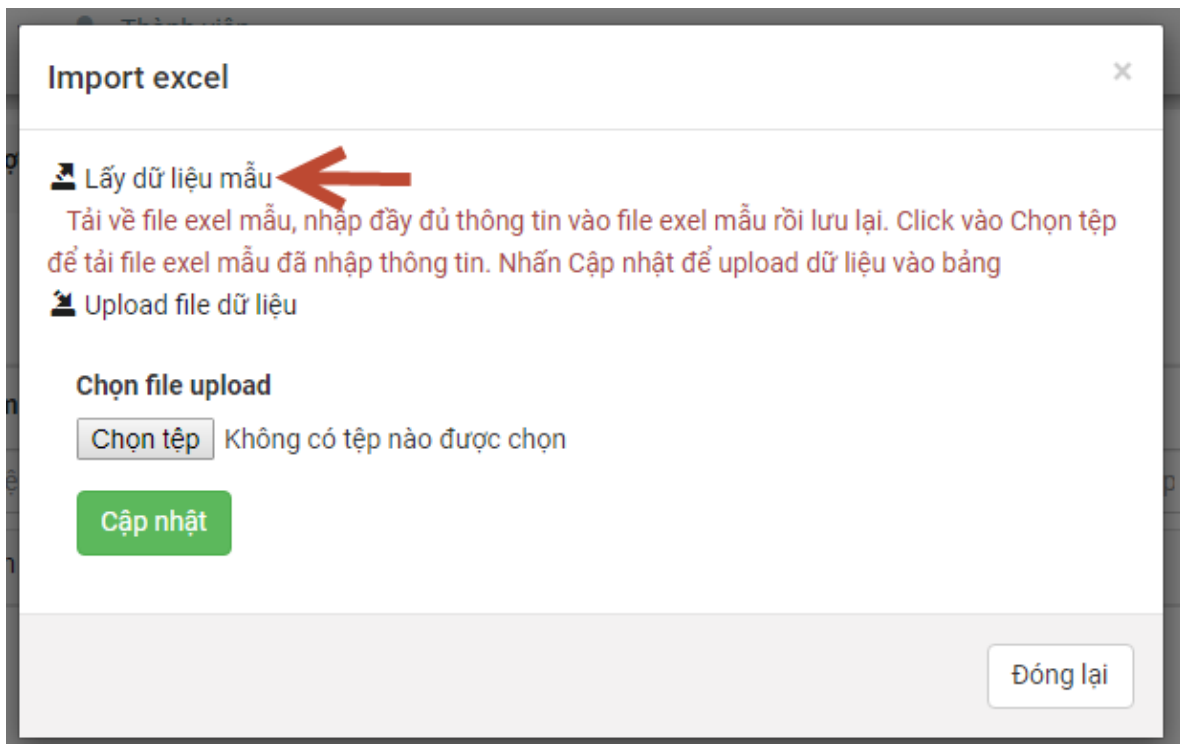 Thành viên
Import excel
×
Lấy dữ liệu mẫu
Tải về file exel mẫu, nhập đầy đủ thông tin vào file exel mẫu rồi lưu lại. Click vào Chọn tệp
để tải file exel mẫu đã nhập thông tin. Nhấn Cập nhật để upload dữ liệu vào bảng
Upload file dữ liệu
Chọn file upload
Chọn tệp Không có tệp nào được chọn
Cập nhật
Đóng lại